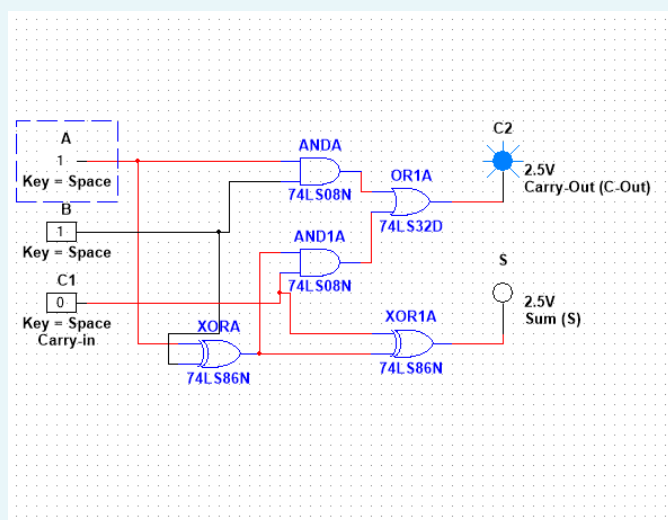 A
1
Key = Space
B
1
Key = Space
C1
0
Key = Space
Carry-in
ANDA
74LS08N
AND1A
74LS08N
XORA
74LS86N
OR1A
74LS32D
XOR1A
74LS86N
C2
2.5V
Carry-Out (C-Out)
S
2.5V
Sum (S)